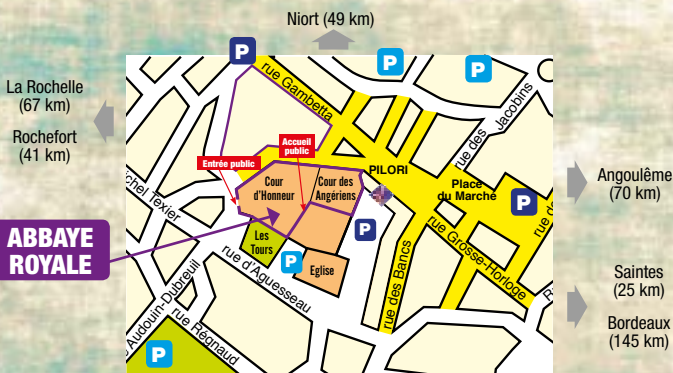 Niort (49 km)
P
P
P
La Rochelle
(67 km)
Rochefort
(41 km)
rue Gambetta
rue des Jacobins
Accueil
public
Entrée public
PILORI
Cour
d'Honneur
Cour des
Angériens
Place
du Marché
P
Angoulême
(70 km)
Michel Texier
ABBAYE
ROYALE
Les
Tours
P
P
Eglise
rue d'Aguesseau
rue des Bancs
rue Grosse-Horloge
rue de
Saintes
(25 km)
Bordeaux
(145 km)
Audouin-Dubreuil
rue Régnaud
P